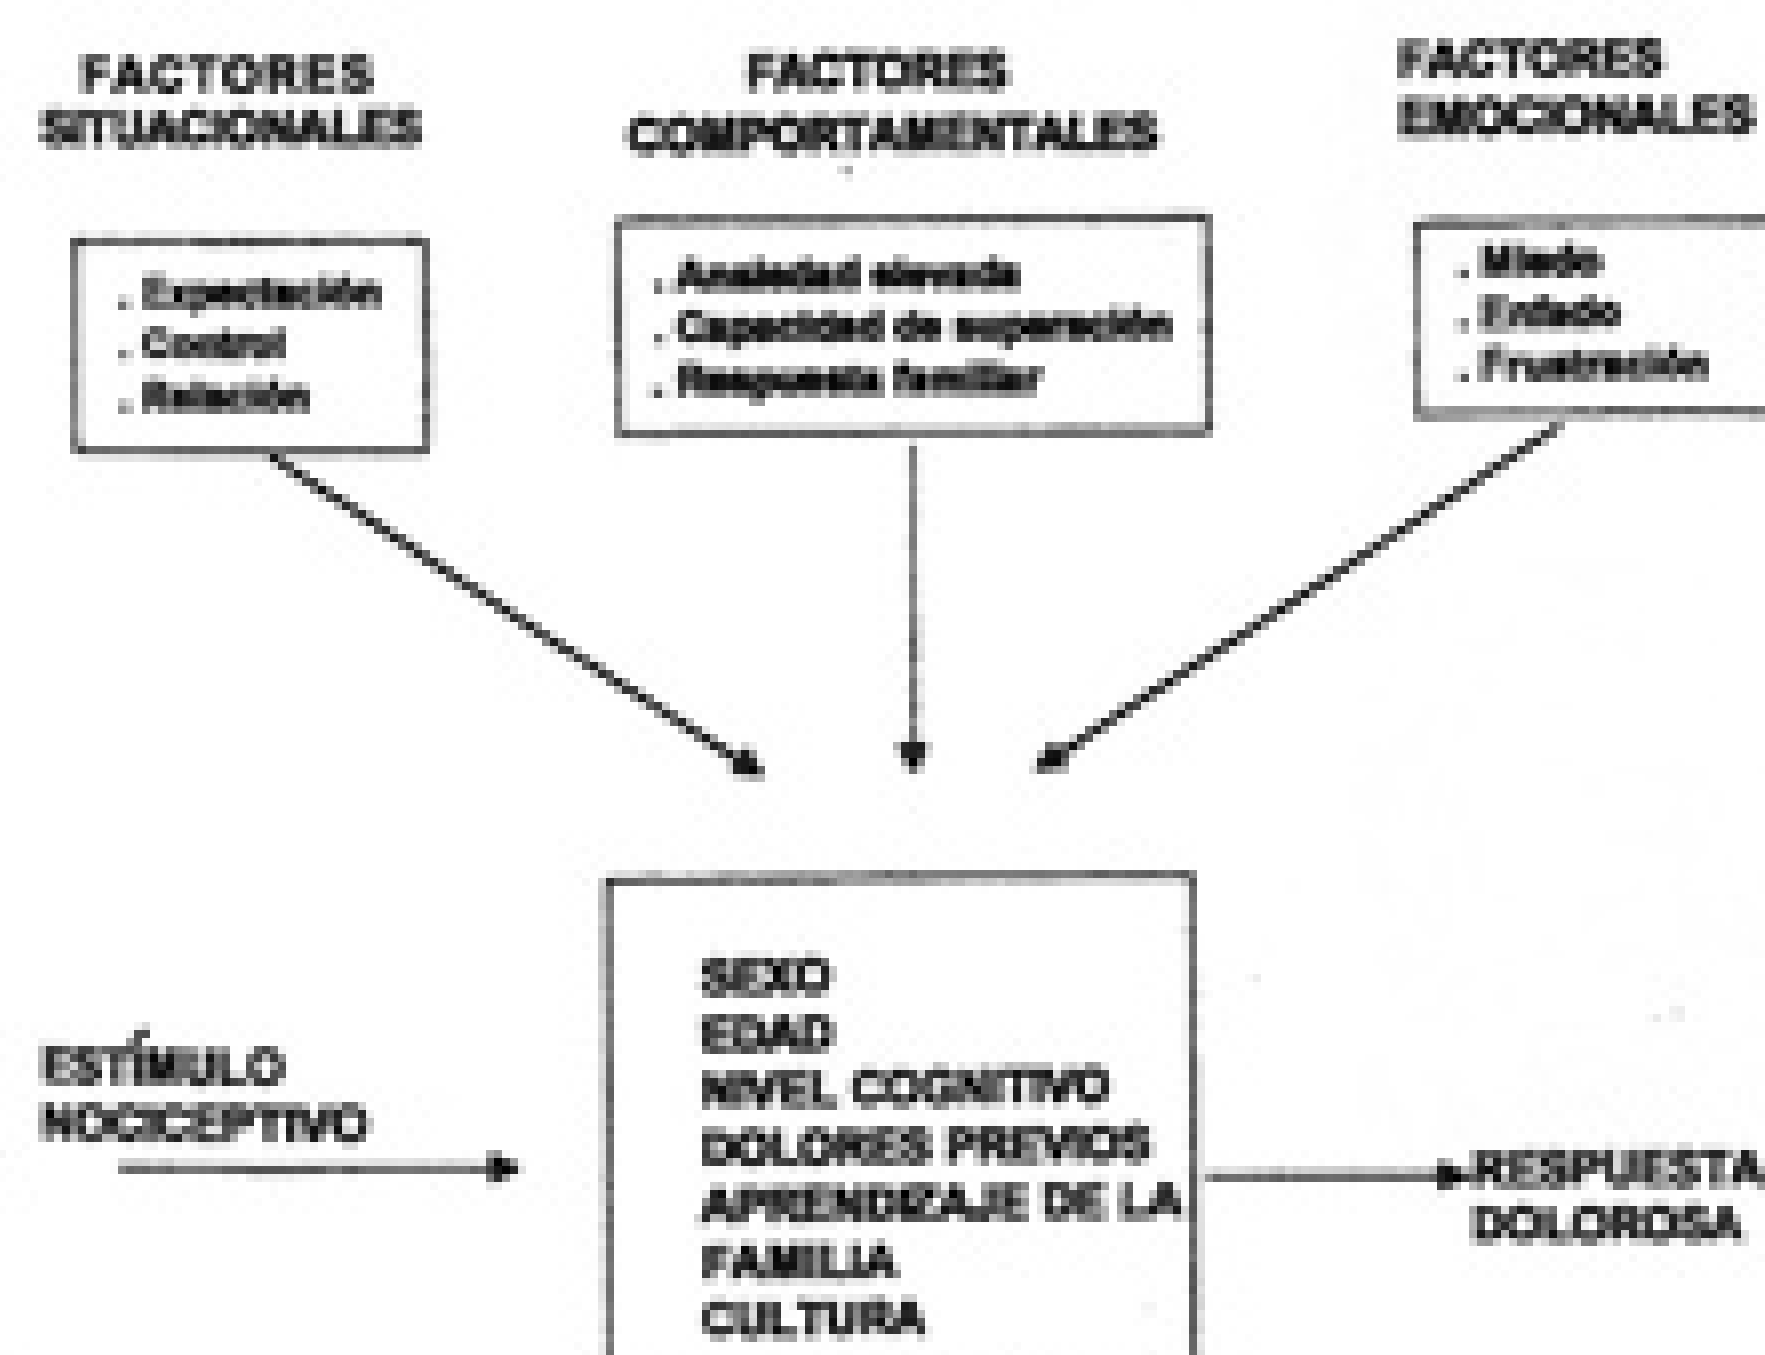 FACTORES
SITUACIONALES
. Expectación
. Control
. Relación
FACTORES
COMPORTAMENTALES
. Ansiedad elevada
. Capacidad de superación
. Respuesta familiar
FACTORES
EMOCIONALES
. Miedo
. Enfado
. Frustración
ESTÍMULO
NOCICEPTIVO
SEXO
EDAD
NIVEL COGNITIVO
DOLORES PREVIOS
APRENDIZAJE DE LA
FAMILIA
CULTURA
RESPUESTA
DOLOROSA